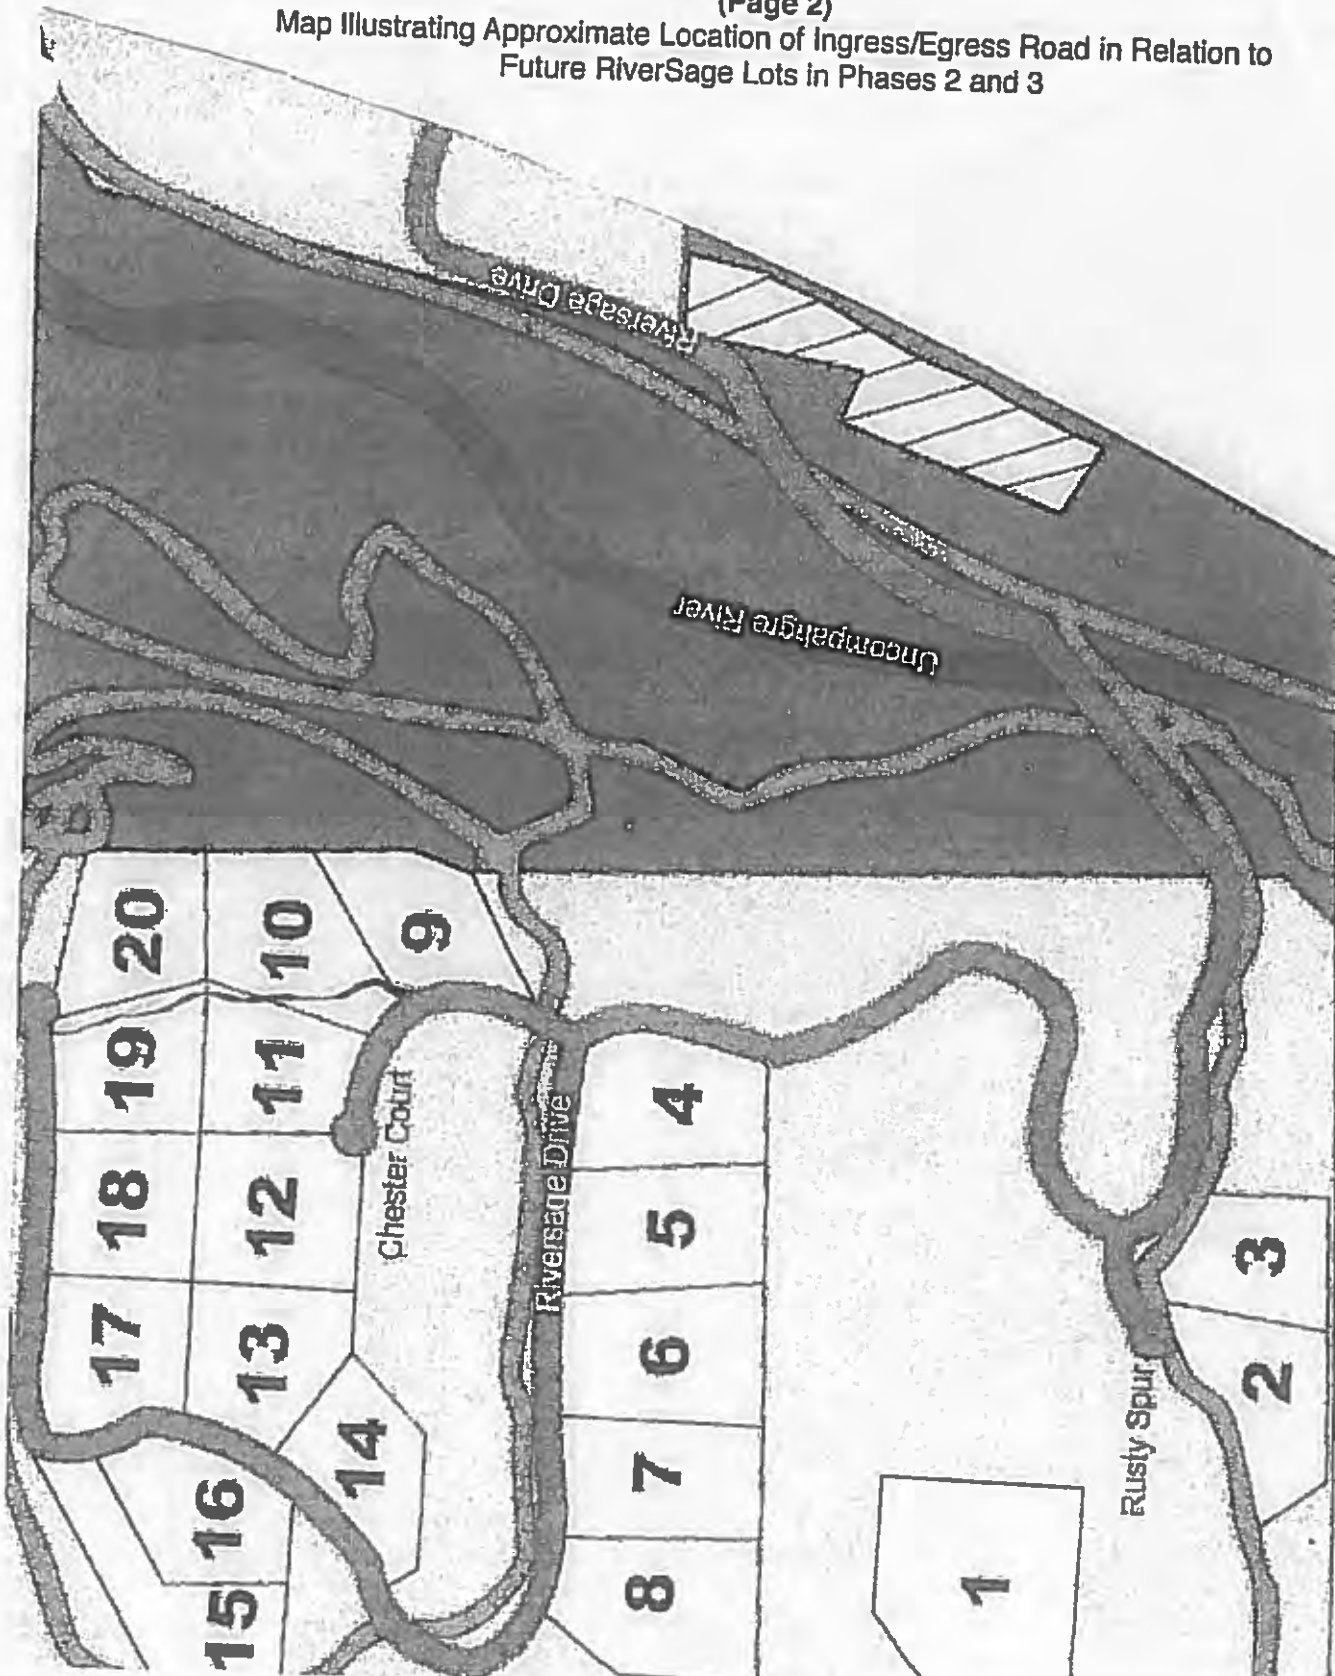 (Page 2)
Map Illustrating Approximate Location of Ingress/Egress Road in Relation to
Future RiverSage Lots in Phases 2 and 3
Riversage Drive
Uncompahgre River
20
10
9
19
11
Chester Court
Riversage Drive
4
18
12
5
3
17
13
6
2
14
7
Rusty Spur
16
15
8
1